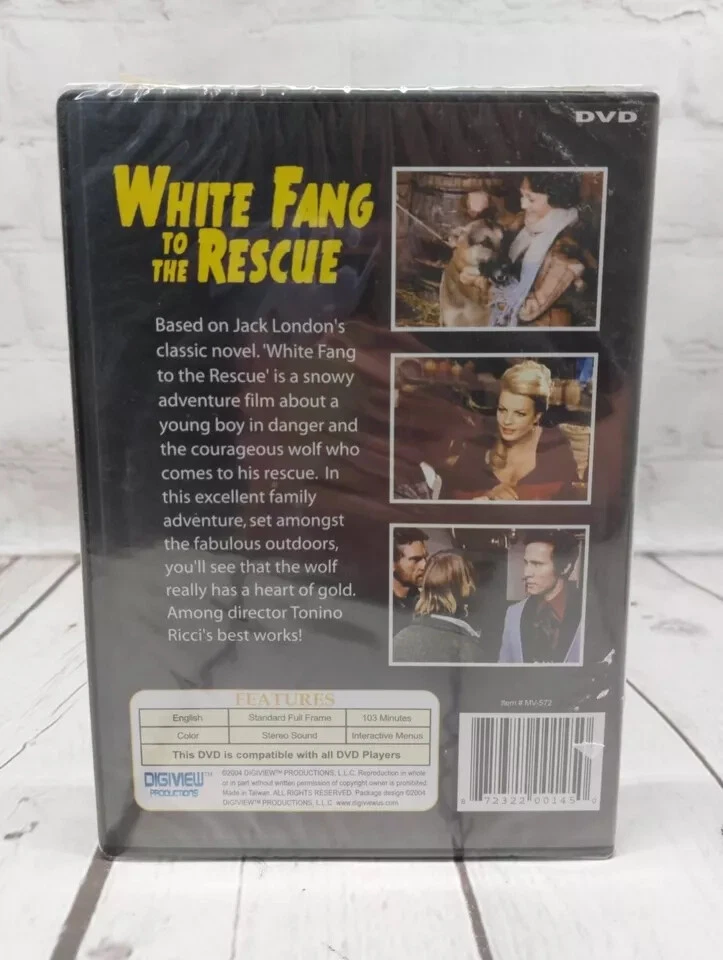 DVD
WHITE FANG
TO
THE RESCUE
Based on Jack London's
classic novel. 'White Fang
to the Rescue' is a snowy
adventure film about a
young boy in danger and
the courageous wolf who
comes to his rescue. In
this excellent family
adventure, set amongst
the fabulous outdoors,
you'll see that the wolf
really has a heart of gold.
Among director Tonino
Ricci's best works!
FEATURES
English Standard Full Frame 103 Minutes
Color Stereo Sound Interactive Menus
This DVD is compatible with all DVD Players
DIGIVIEW™
PRODUCTIONS
©2004 DIGIVIEW™ PRODUCTIONS, L.L.C. Reproduction in whole
or in part without written permission of copyright owner is prohibited.
Made in Taiwan. ALL RIGHTS RESERVED. Package design ©2004
DIGIVIEW™ PRODUCTIONS, L.L.C www.digiviewus.com
Item # MV-572
8 72322 00145 0